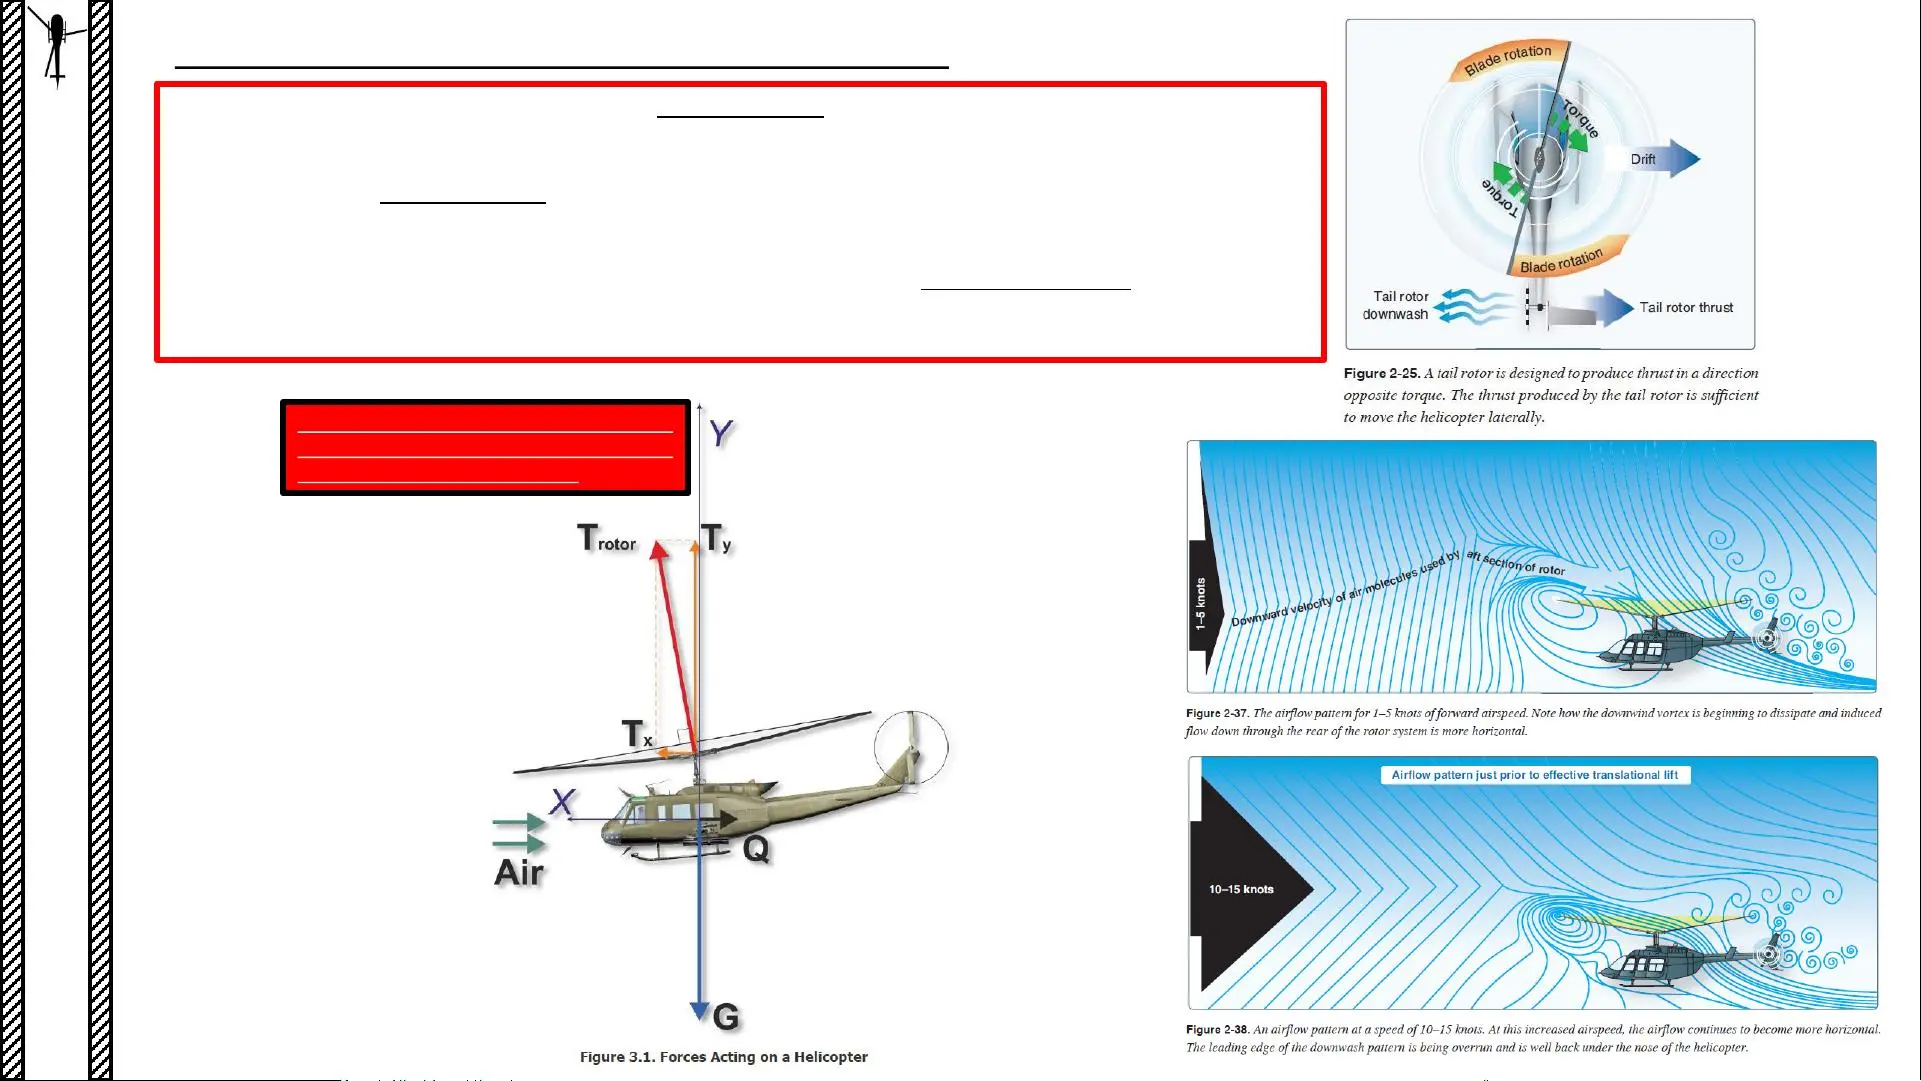 Blade rotation
Torque
Drift
Torque
Blade rotation
Tail rotor
downwash
Tail rotor thrust
Figure 2-25. A tail rotor is designed to produce thrust in a direction
opposite torque. The thrust produced by the tail rotor is sufficient
to move the helicopter laterally.
Y
Trotor
Ty
Tx
X
Air
Q
G
Figure 3.1. Forces Acting on a Helicopter
1–5 knots
Downward velocity of air molecules used by aft section of rotor
Figure 2-37. The airflow pattern for 1–5 knots of forward airspeed. Note how the downwind vortex is beginning to dissipate and induced
flow down through the rear of the rotor system is more horizontal.
Airflow pattern just prior to effective translational lift
10–15 knots
Figure 2-38. An airflow pattern at a speed of 10–15 knots. At this increased airspeed, the airflow continues to become more horizontal.
The leading edge of the downwash pattern is being overrun and is well back under the nose of the helicopter.